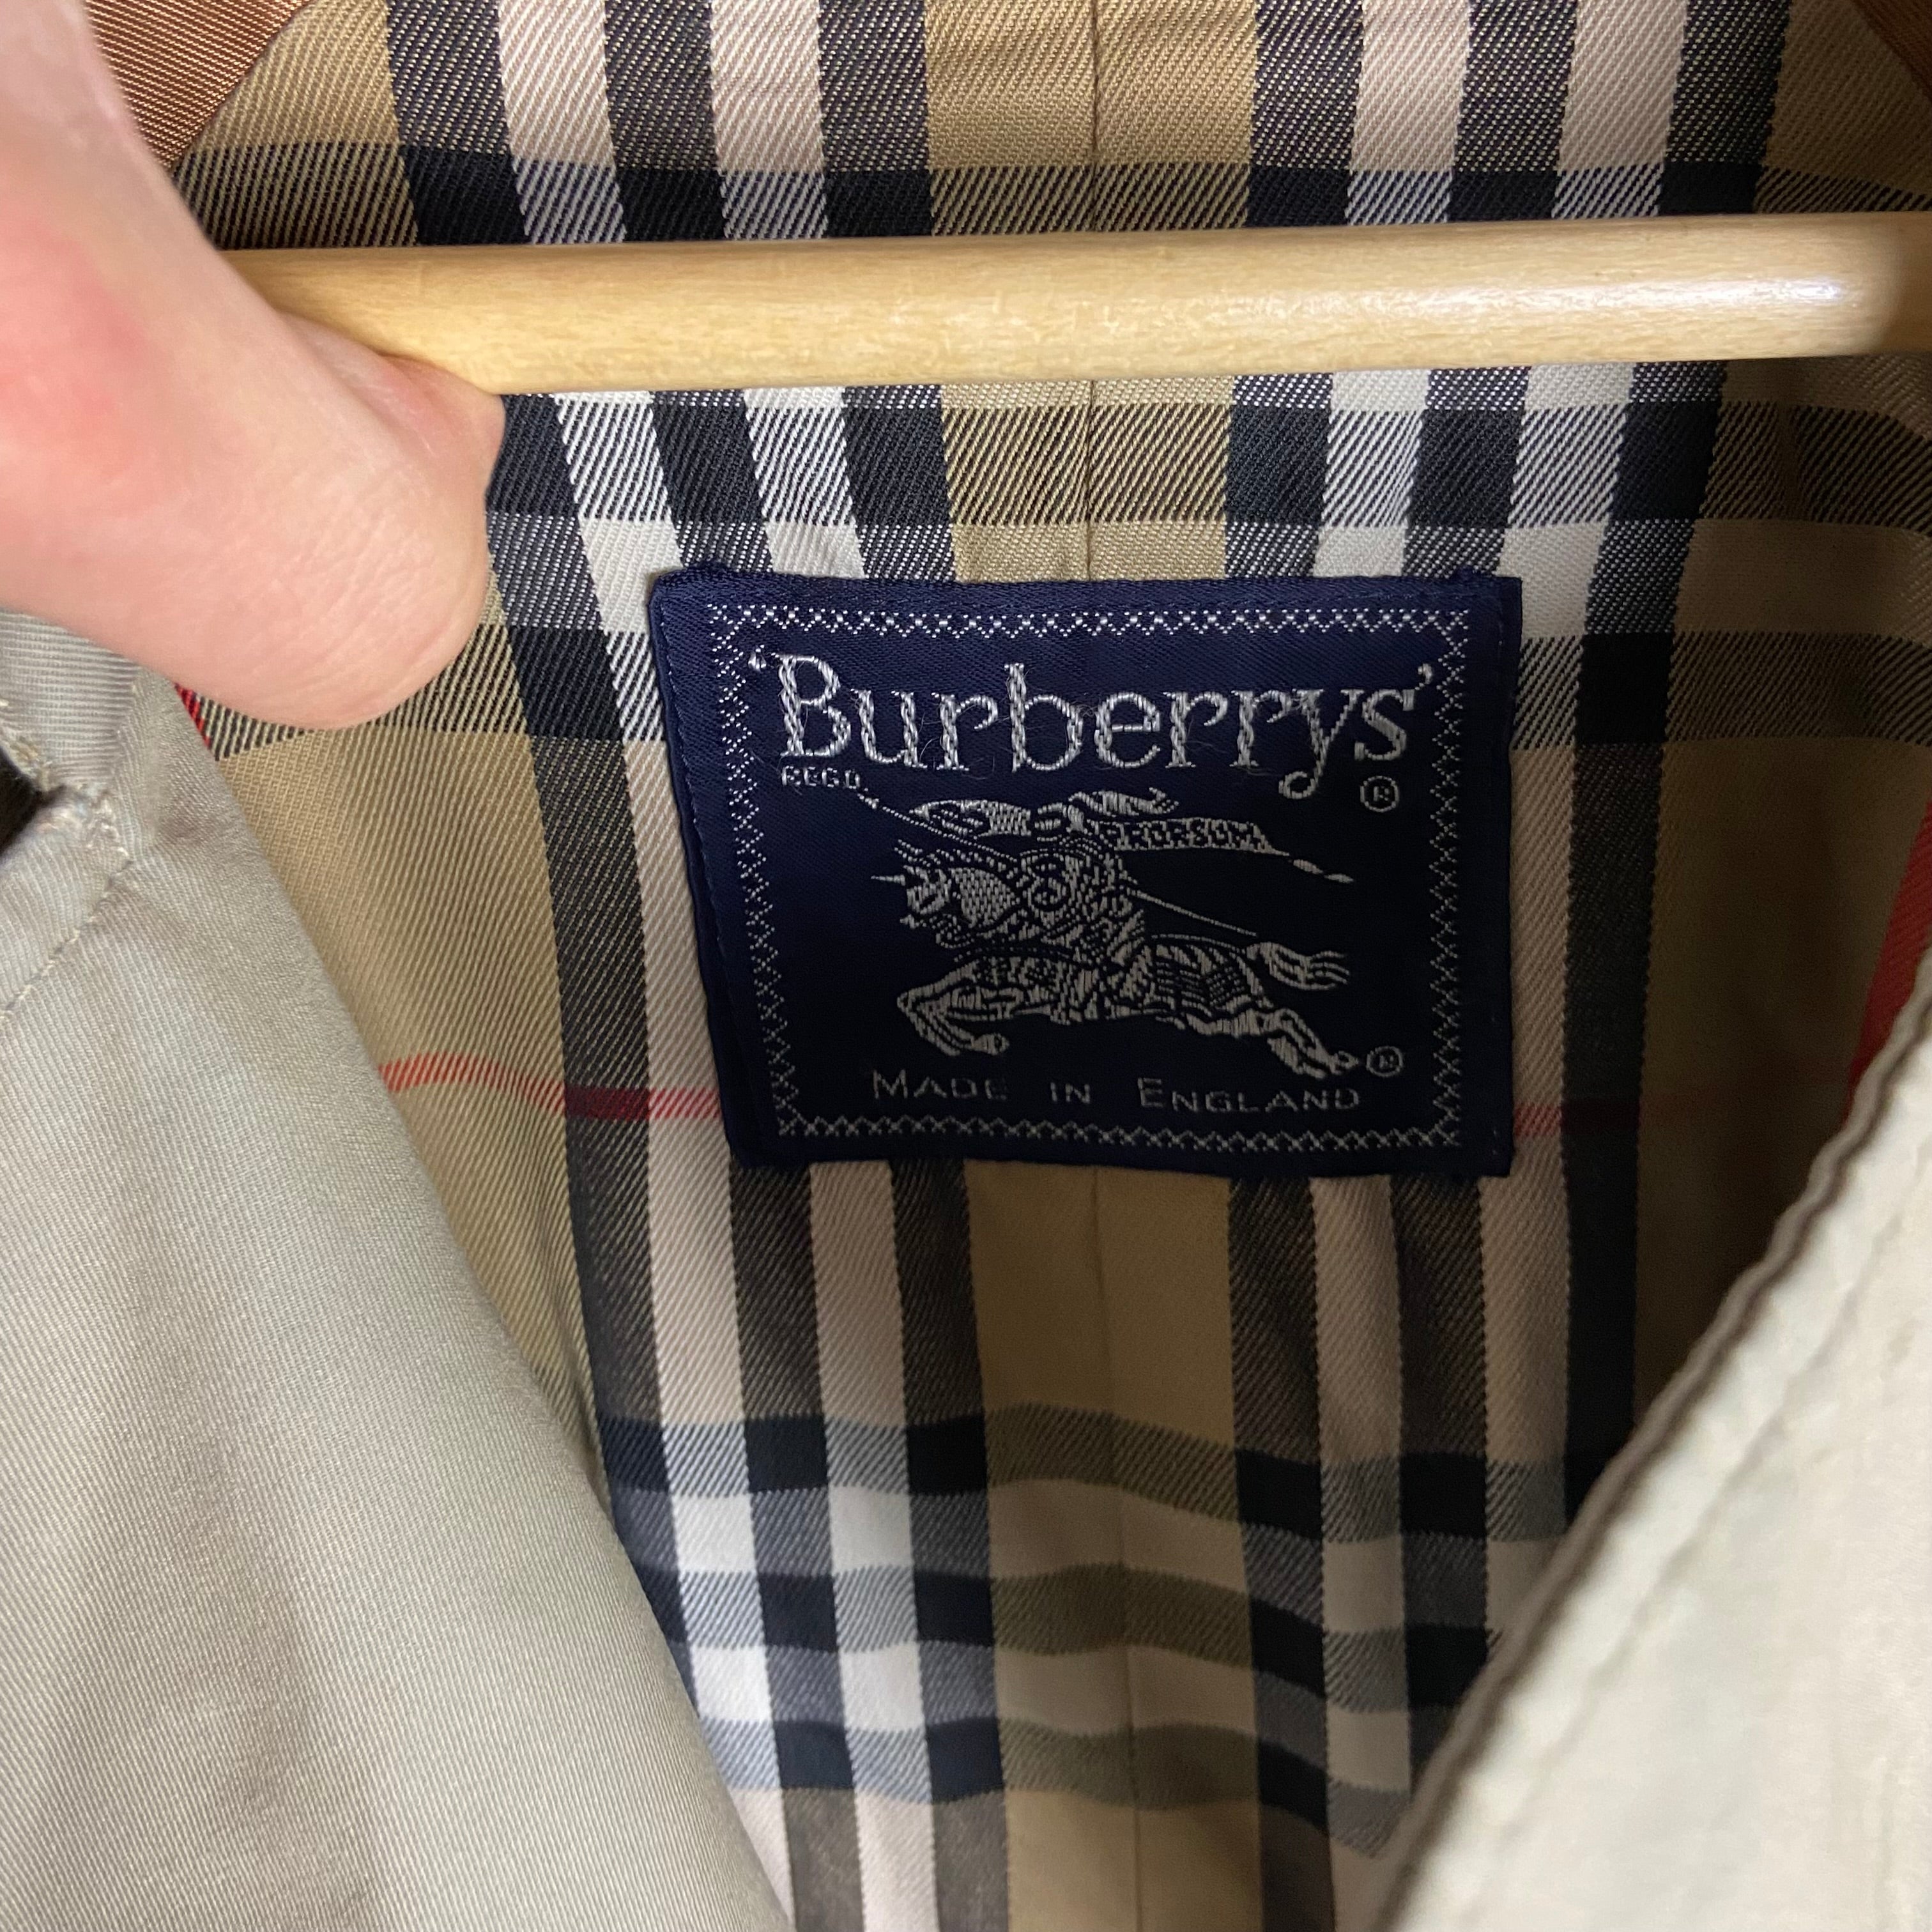 'Burberrys'
REGD. ®
PRORSUM
®
MADE IN ENGLAND